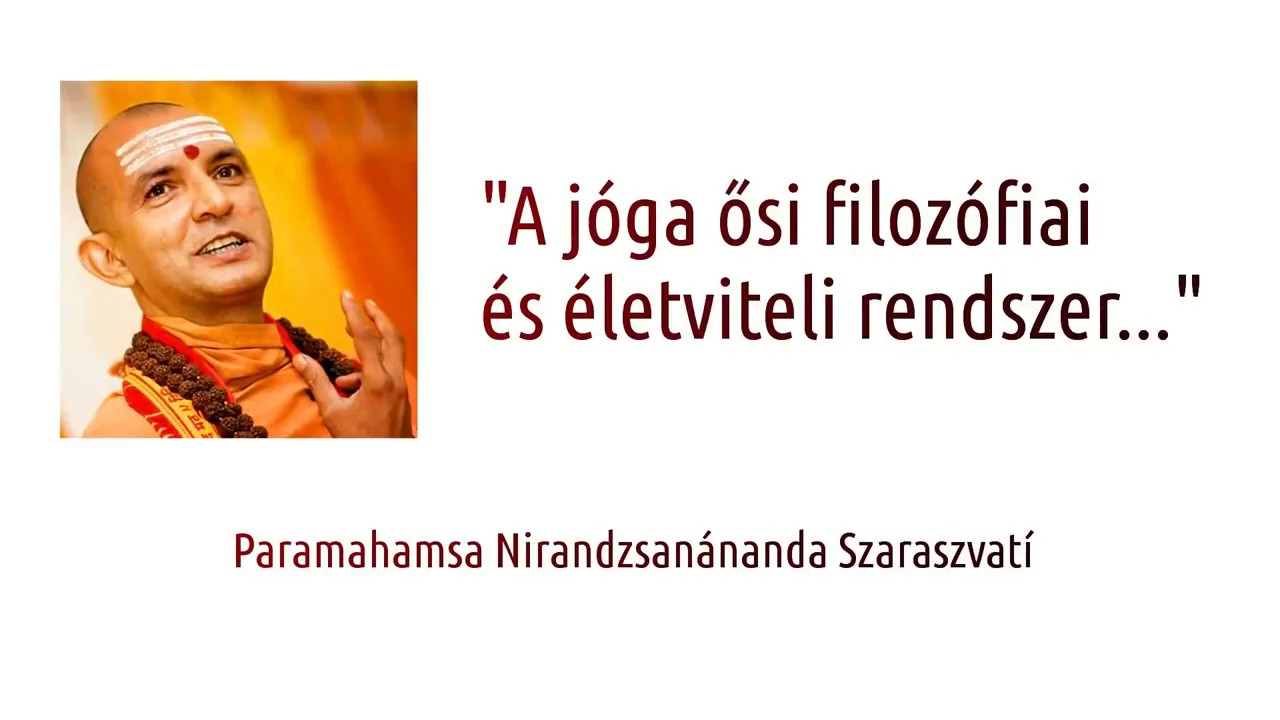 "A jóga ősi filozófiai
és életviteli rendszer..."
Paramahamsa Nirandzsanánanda Szaraszvatí